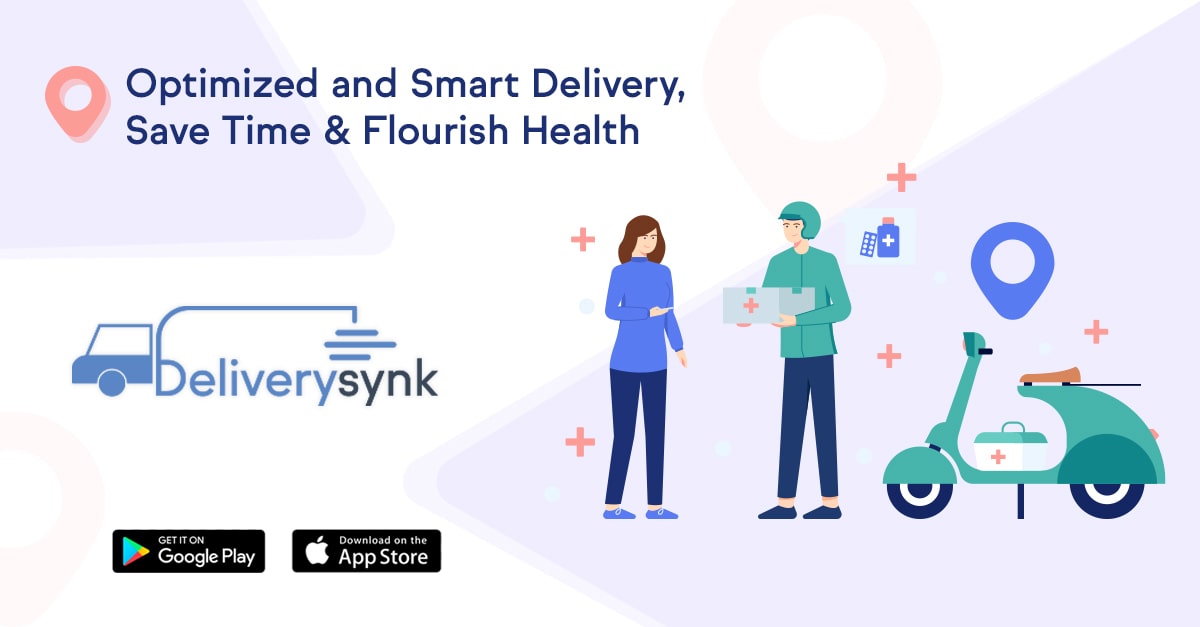 Optimized and Smart Delivery,
Save Time & Flourish Health
Deliverysynk
GET IT ON
Google Play
Download on the
App Store